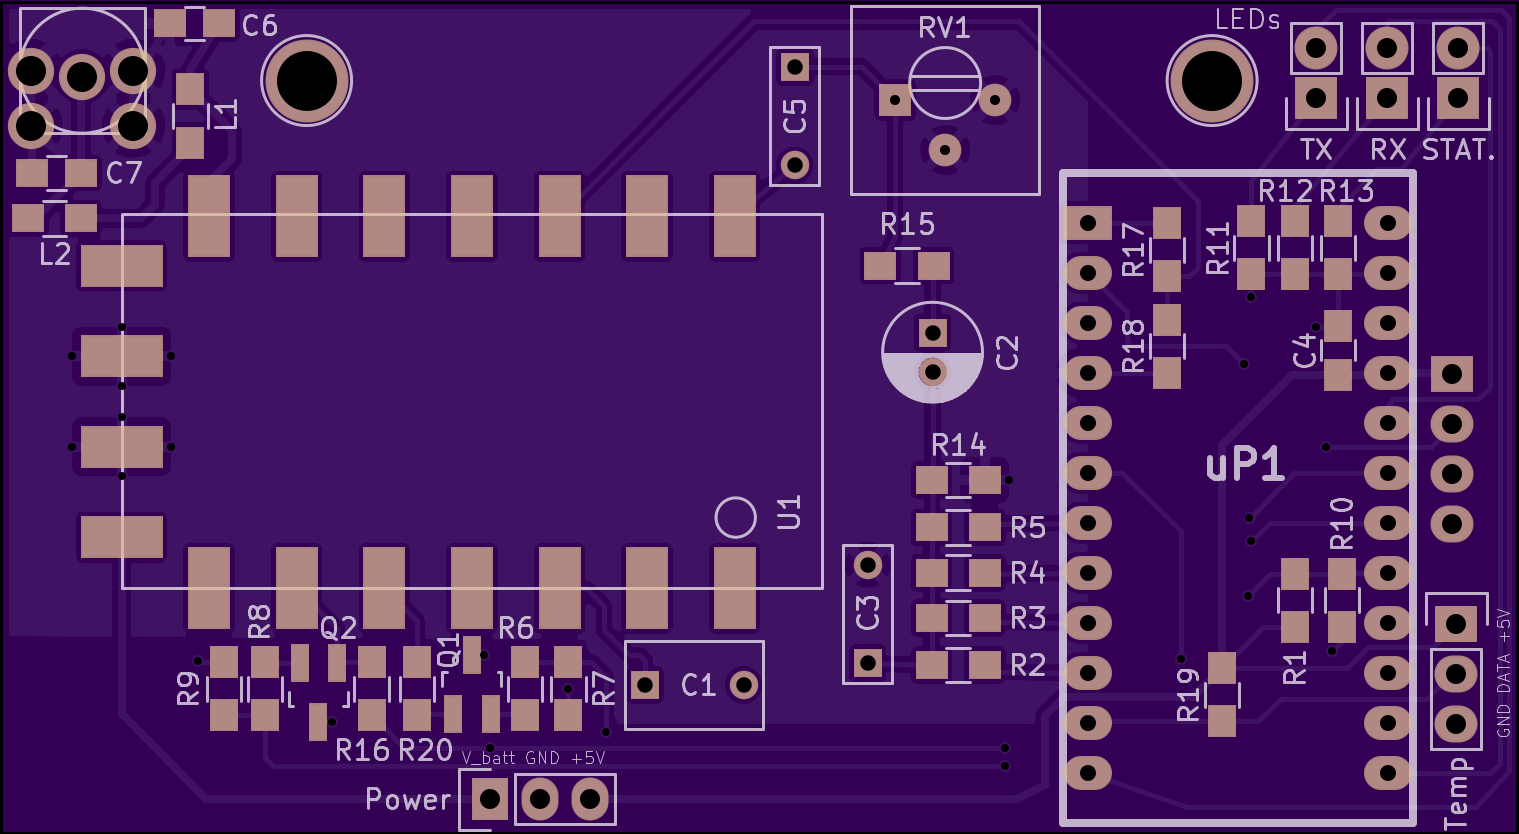 C6
RV1
LEDs
L1
C5
TX RX STAT.
C7
R12 R13
L2
R15
R17
R11
R18
C4
C2
R14
uP1
U1
R5
R10
R4
C3
R3
R8
Q2
Q1
R6
R2
R1
R9
R7
C1
R19
GND DATA +5V
R16 R20
V_batt GND +5V
Power
Temp